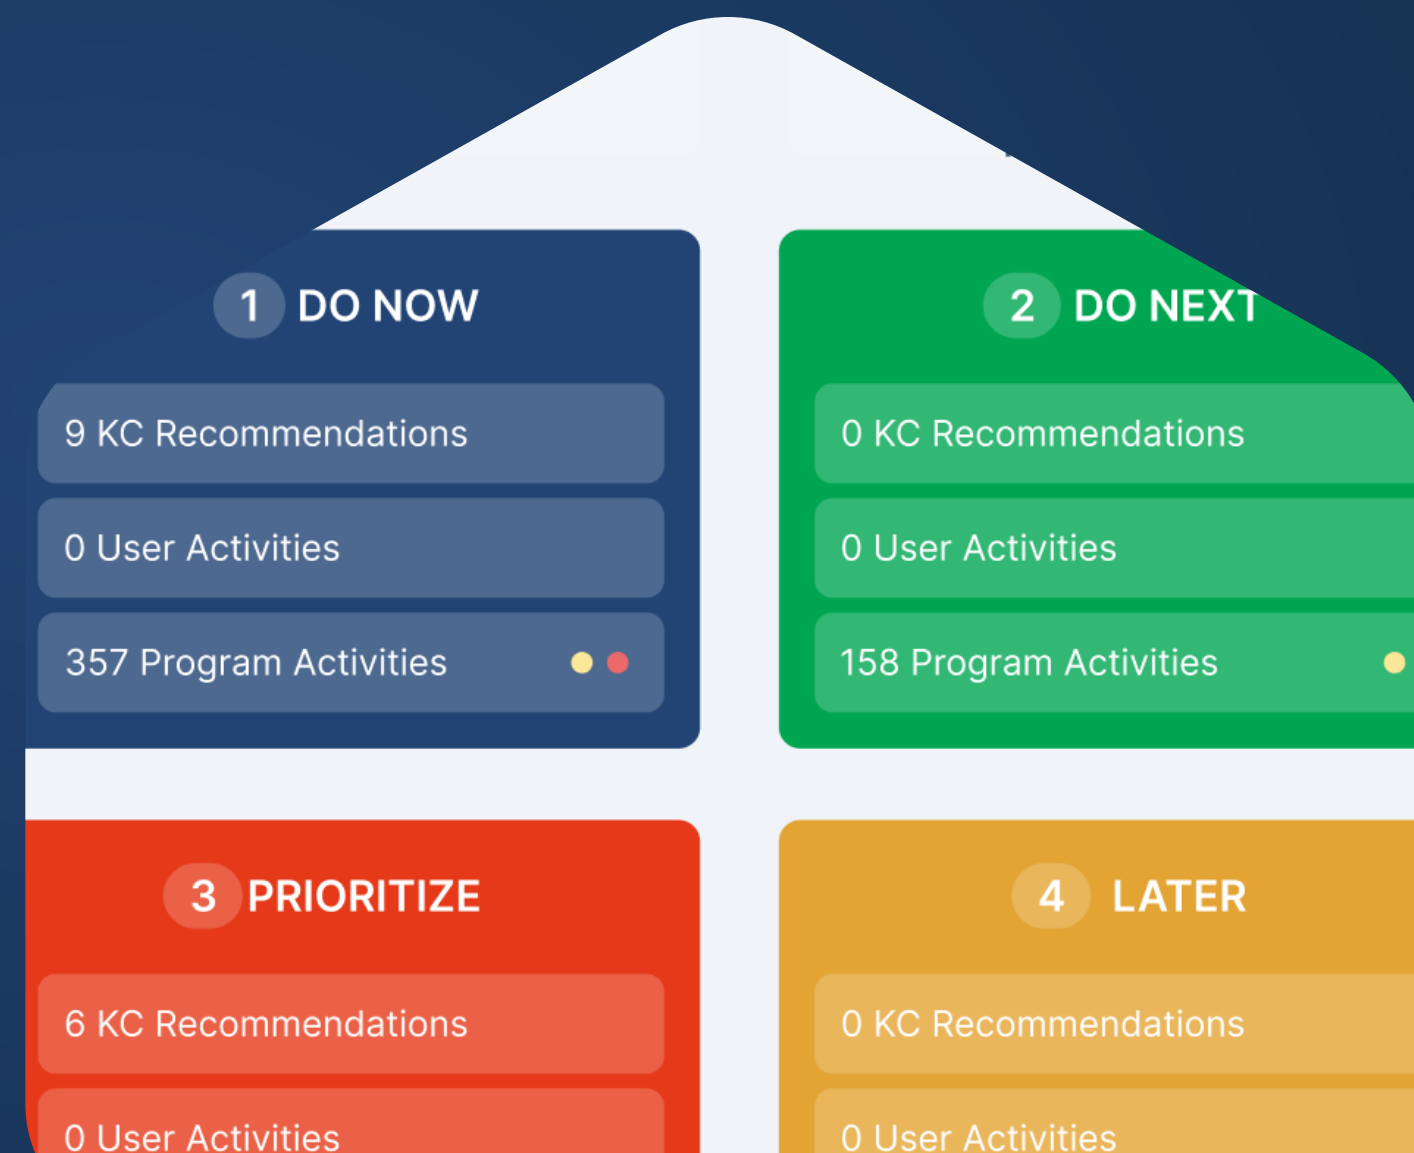 1 DO NOW
9 KC Recommendations
0 User Activities
357 Program Activities
2 DO NEXT
0 KC Recommendations
0 User Activities
158 Program Activities
3 PRIORITIZE
6 KC Recommendations
0 User Activities
4 LATER
0 KC Recommendations
0 User Activities